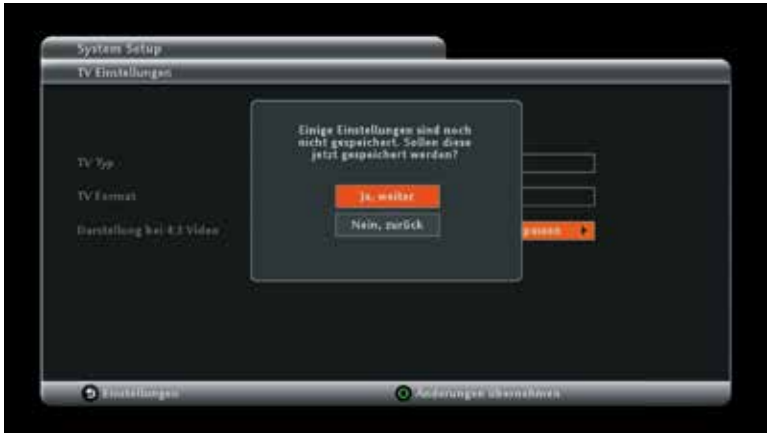 System Setup
TV Einstellungen
Einige Einstellungen sind noch
nicht gespeichert. Sollen diese
jetzt gespeichert werden?
TV Typ
Ja, weiter
TV Format
Nein, zurück
Darstellung bei 4:3 Video
passen
Einstellungen
Änderungen übernehmen